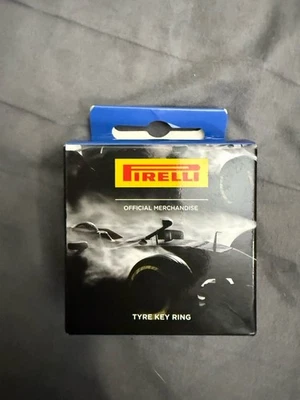 PIRELLI
OFFICIAL MERCHANDISE
TYRE KEY RING